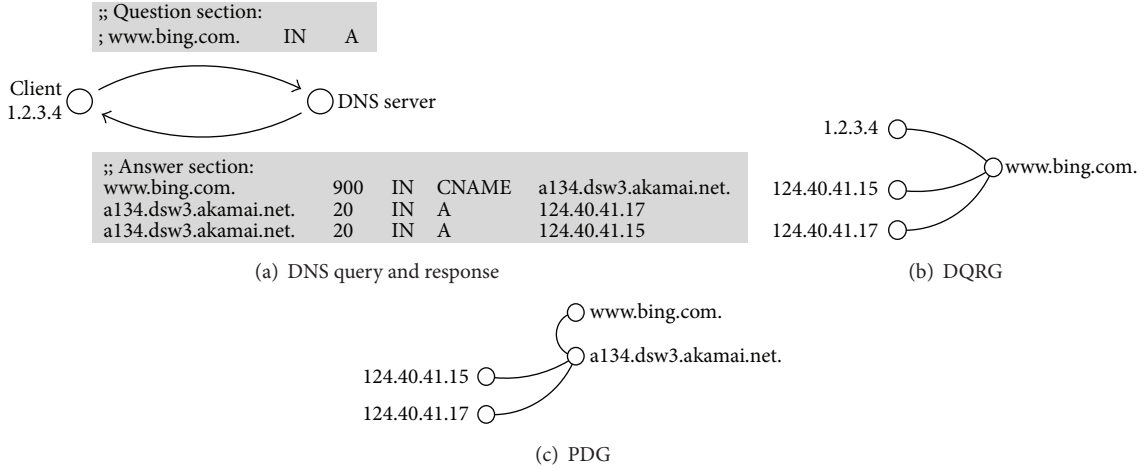 ;; Question section:
; www.bing.com. IN A
Client
1.2.3.4
DNS server
;; Answer section:
www.bing.com. 900 IN CNAME a134.dsw3.akamai.net.
a134.dsw3.akamai.net. 20 IN A 124.40.41.17
a134.dsw3.akamai.net. 20 IN A 124.40.41.15
(a) DNS query and response
1.2.3.4
www.bing.com.
124.40.41.15
124.40.41.17
(b) DQRG
www.bing.com.
a134.dsw3.akamai.net.
124.40.41.15
124.40.41.17
(c) PDG